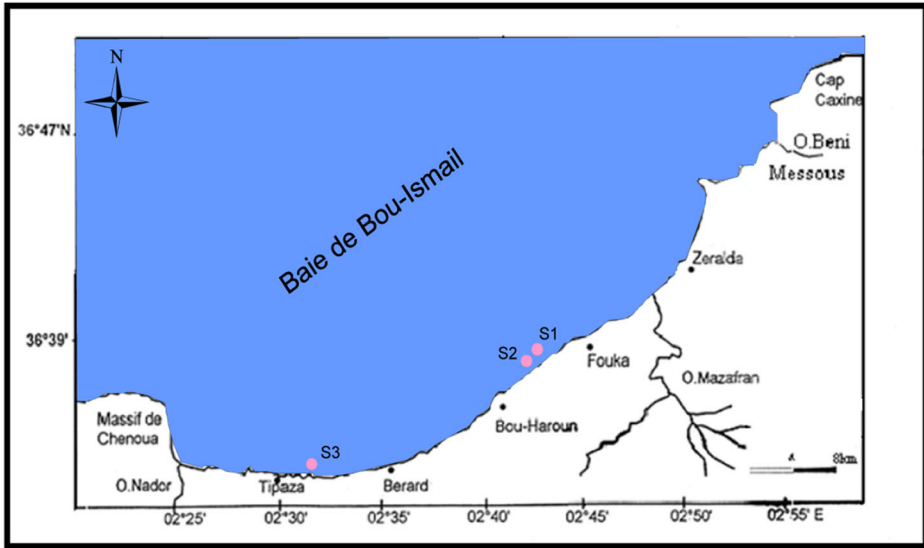 N
Cap
Caxine
36°47'N
O.Beni
Messous
Baie de Bou-Ismail
Zeralda
36°39'
S1
S2
Fouka
O.Mazafran
Massif de
Chenoua
Bou-Haroun
S3
8km
O.Nador
Tipaza
Berard
02°25'
02°30'
02°35'
02°40'
02°45'
02°50'
02°55' E